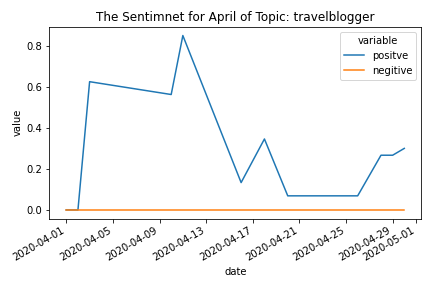 The Sentimnet for April of Topic: travelblogger
variable
positve
negitive
value
0.8
0.6
0.4
0.2
0.0
2020-04-01
2020-04-05
2020-04-09
2020-04-13
2020-04-17
2020-04-21
2020-04-25
2020-04-29
2020-05-01
date